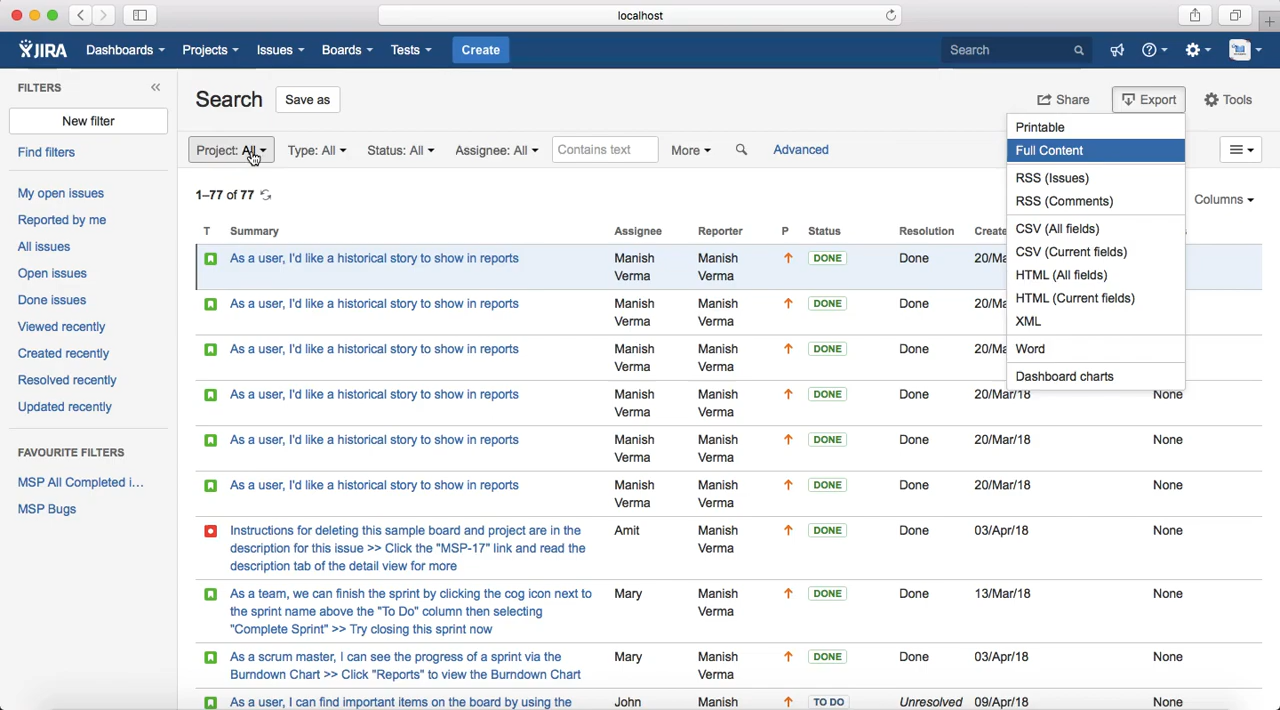 localhost
JIRA Dashboards Projects Issues Boards Tests Create Search
FILTERS
New filter
Find filters
My open issues
Reported by me
All issues
Open issues
Done issues
Viewed recently
Created recently
Resolved recently
Updated recently
FAVOURITE FILTERS
MSP All Completed i...
MSP Bugs
Search Save as Share Export Tools
Project: All Type: All Status: All Assignee: All Contains text More Advanced
Printable
Full Content
RSS (Issues)
RSS (Comments)
CSV (All fields)
CSV (Current fields)
HTML (All fields)
HTML (Current fields)
XML
Word
Dashboard charts
1–77 of 77 Columns
T Summary Assignee Reporter P Status Resolution Create
As a user, I'd like a historical story to show in reports Manish Manish DONE Done 20/Ma
Verma Verma
As a user, I'd like a historical story to show in reports Manish Manish DONE Done 20/Ma
Verma Verma
As a user, I'd like a historical story to show in reports Manish Manish DONE Done 20/Ma
Verma Verma
As a user, I'd like a historical story to show in reports Manish Manish DONE Done 20/Mar/18 None
Verma Verma
As a user, I'd like a historical story to show in reports Manish Manish DONE Done 20/Mar/18 None
Verma Verma
As a user, I'd like a historical story to show in reports Manish Manish DONE Done 20/Mar/18 None
Verma Verma
Instructions for deleting this sample board and project are in the Amit Manish DONE Done 03/Apr/18 None
description for this issue >> Click the "MSP-17" link and read the Verma
description tab of the detail view for more
As a team, we can finish the sprint by clicking the cog icon next to Mary Manish DONE Done 13/Mar/18 None
the sprint name above the "To Do" column then selecting Verma
"Complete Sprint" >> Try closing this sprint now
As a scrum master, I can see the progress of a sprint via the Mary Manish DONE Done 03/Apr/18 None
Burndown Chart >> Click "Reports" to view the Burndown Chart Verma
As a user, I can find important items on the board by using the John Manish TO DO Unresolved 09/Apr/18 None